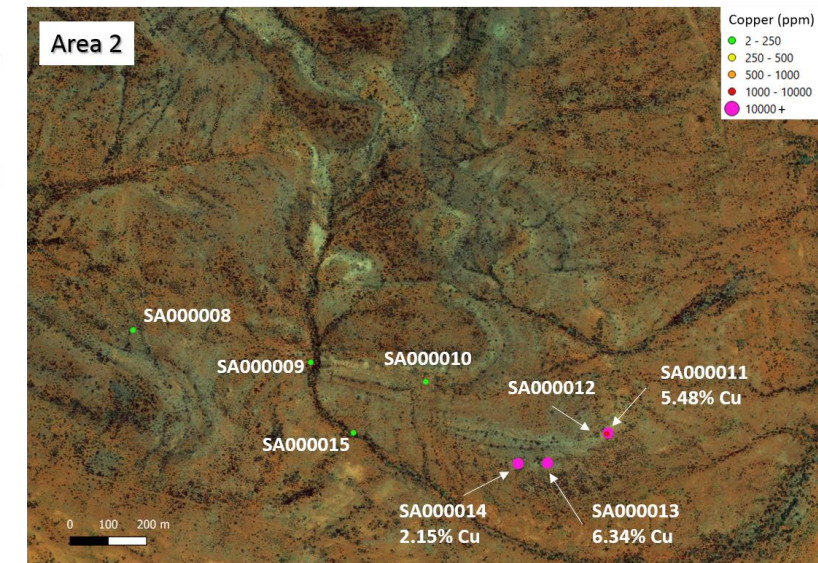 Area 2
Copper (ppm)
2 - 250
250 - 500
500 - 1000
1000 - 10000
10000+
SA000008
SA000009
SA000010
SA000012
SA000011
5.48% Cu
SA000015
SA000014
2.15% Cu
SA000013
6.34% Cu
0 100 200 m